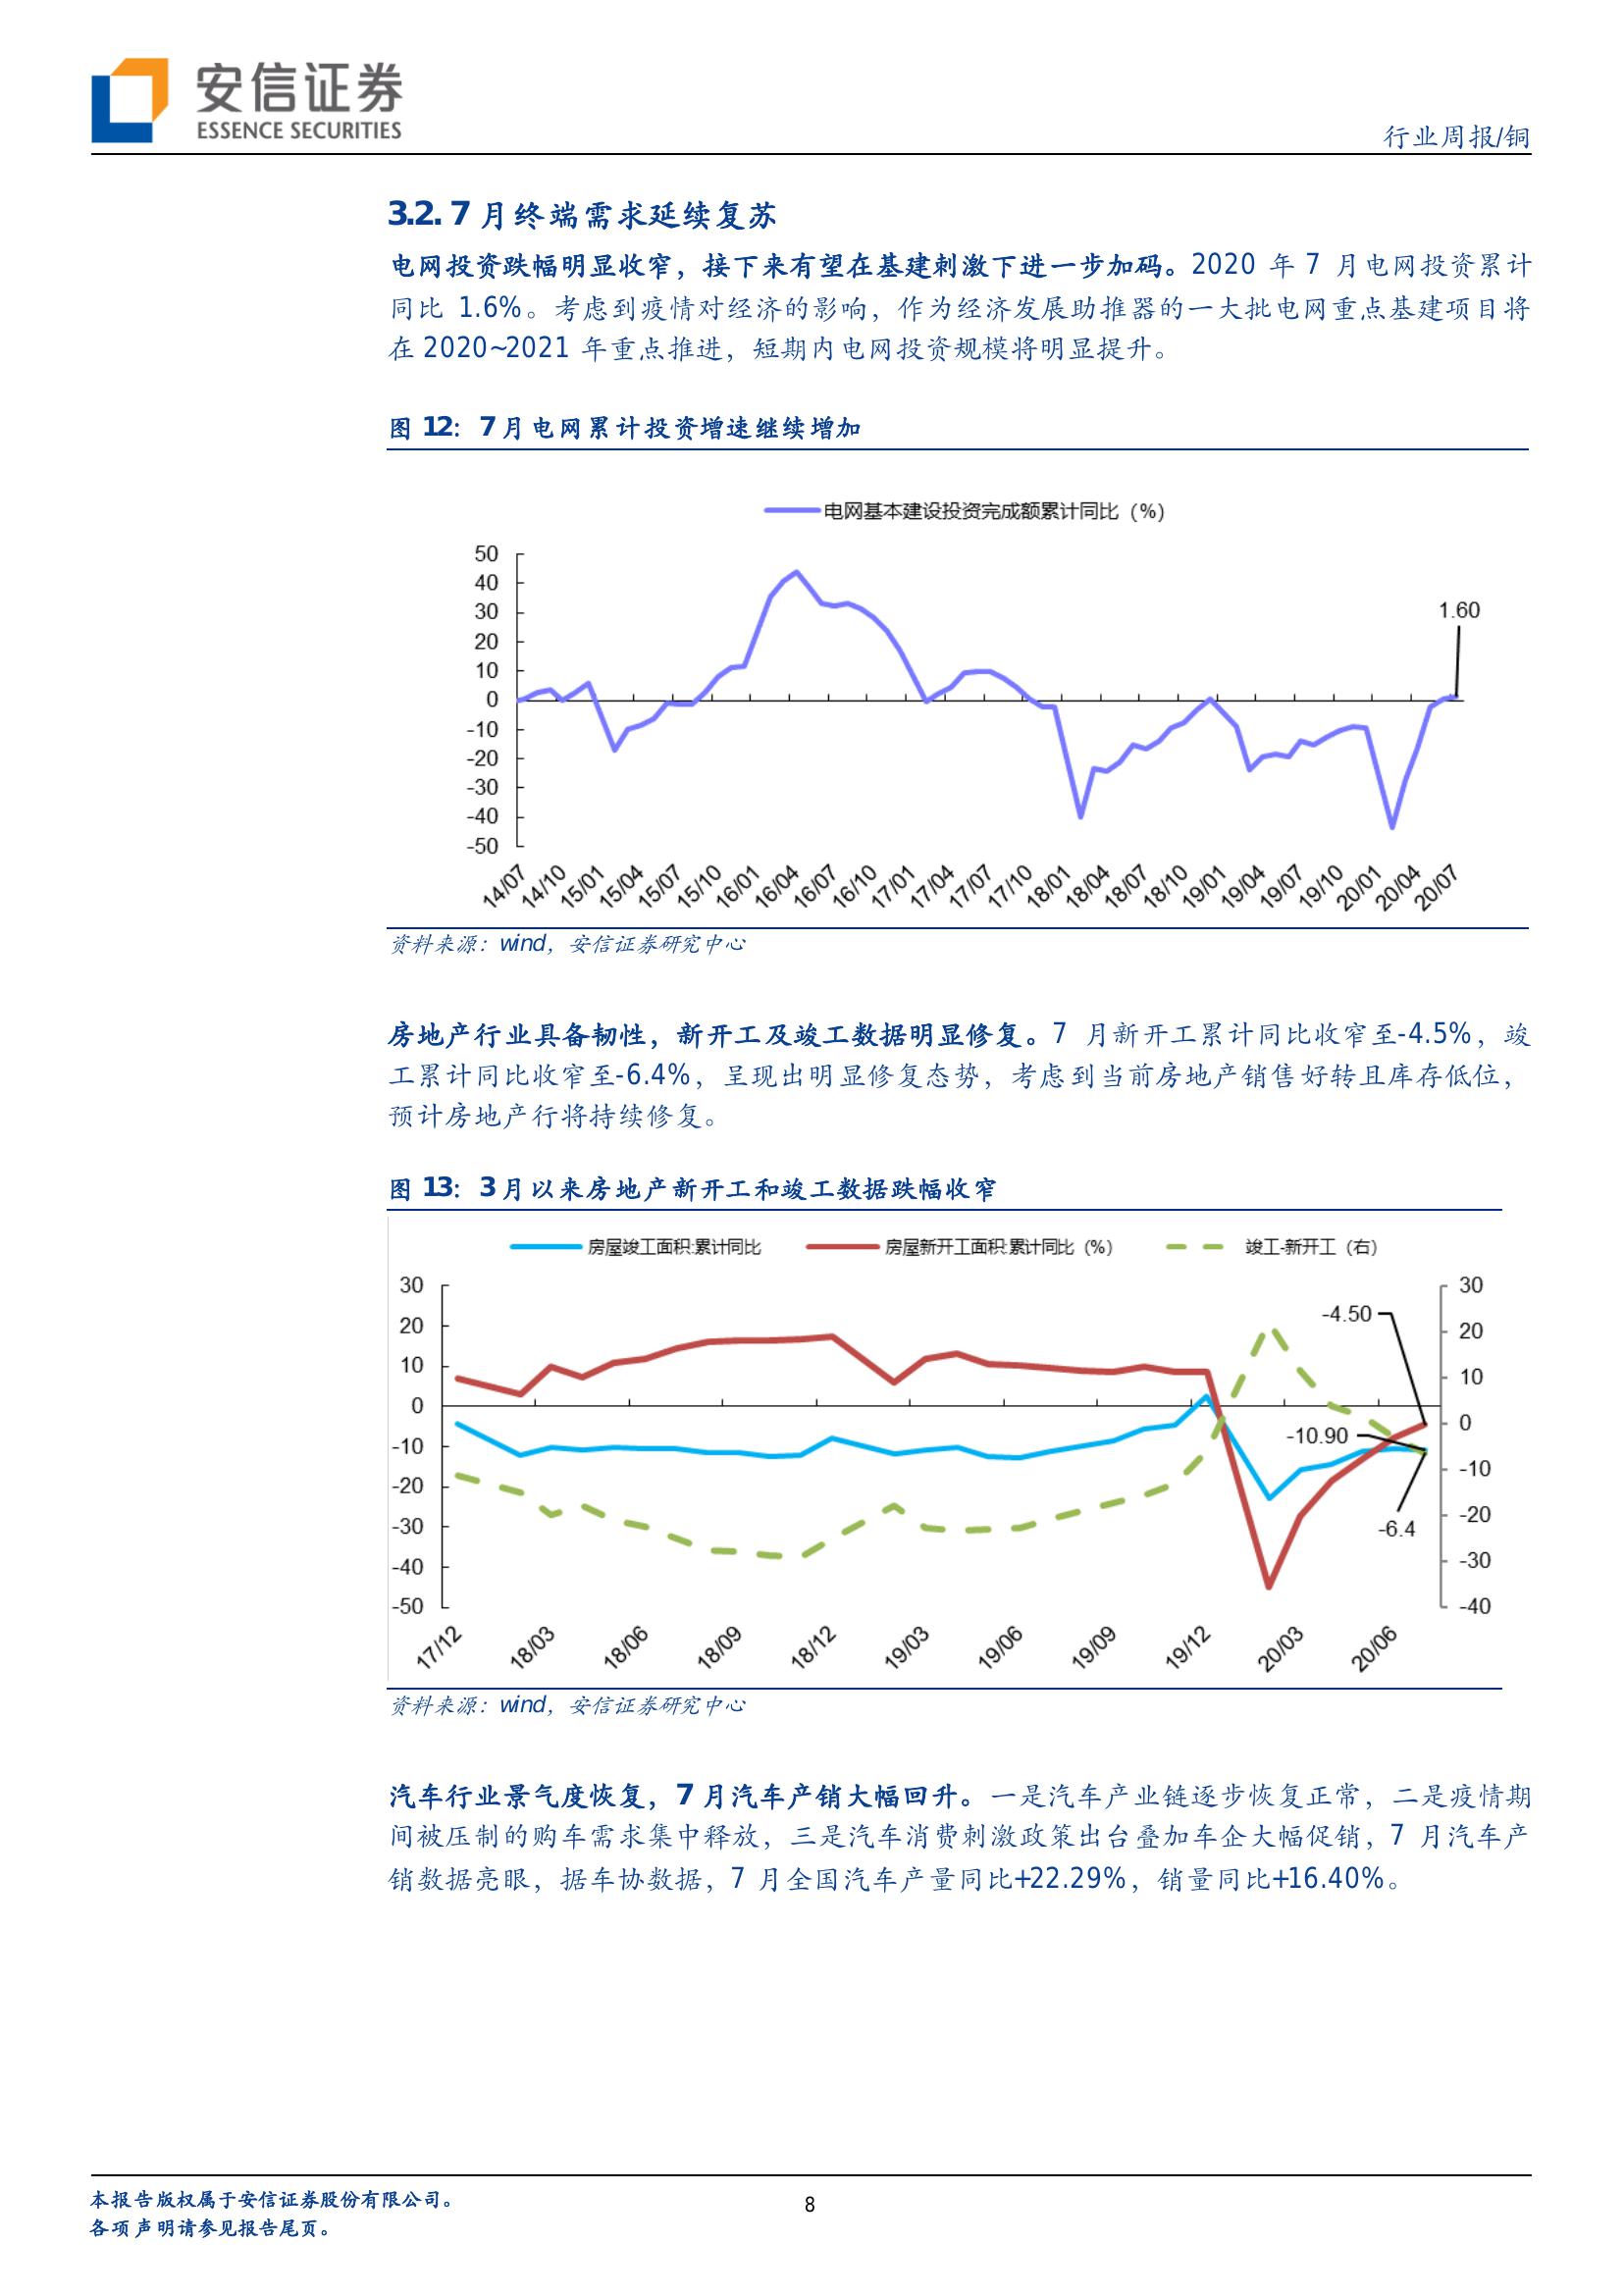 安信证券
ESSENCE SECURITIES
行业周报/铜
3.2. 7 月终端需求延续复苏
电网投资跌幅明显收窄，接下来有望在基建刺激下进一步加码。2020 年 7 月电网投资累计
同比 1.6%。考虑到疫情对经济的影响，作为经济发展助推器的一大批电网重点基建项目将
在 2020~2021 年重点推进，短期内电网投资规模将明显提升。
图 12：7 月电网累计投资增速继续增加
电网基本建设投资完成额累计同比（%）
50
40
30
20
10
0
-10
-20
-30
-40
-50
1.60
14/07 14/10 15/01 15/04 15/07 15/10 16/01 16/04 16/07 16/10 17/01 17/04 17/07 17/10 18/01 18/04 18/07 18/10 19/01 19/04 19/07 19/10 20/01 20/04 20/07
资料来源：wind，安信证券研究中心
房地产行业具备韧性，新开工及竣工数据明显修复。7 月新开工累计同比收窄至-4.5%，竣
工累计同比收窄至-6.4%，呈现出明显修复态势，考虑到当前房地产销售好转且库存低位，
预计房地产行将持续修复。
图 13：3 月以来房地产新开工和竣工数据跌幅收窄
房屋竣工面积:累计同比 房屋新开工面积:累计同比（%） 竣工-新开工（右）
30
20
10
0
-10
-20
-30
-40
-50
30
20
10
0
-10
-20
-30
-40
-4.50
-10.90
-6.4
17/12 18/03 18/06 18/09 18/12 19/03 19/06 19/09 19/12 20/03 20/06
资料来源：wind，安信证券研究中心
汽车行业景气度恢复，7 月汽车产销大幅回升。一是汽车产业链逐步恢复正常，二是疫情期
间被压制的购车需求集中释放，三是汽车消费刺激政策出台叠加车企大幅促销，7 月汽车产
销数据亮眼，据车协数据，7 月全国汽车产量同比+22.29%，销量同比+16.40%。
本报告版权属于安信证券股份有限公司。
各项声明请参见报告尾页。
8